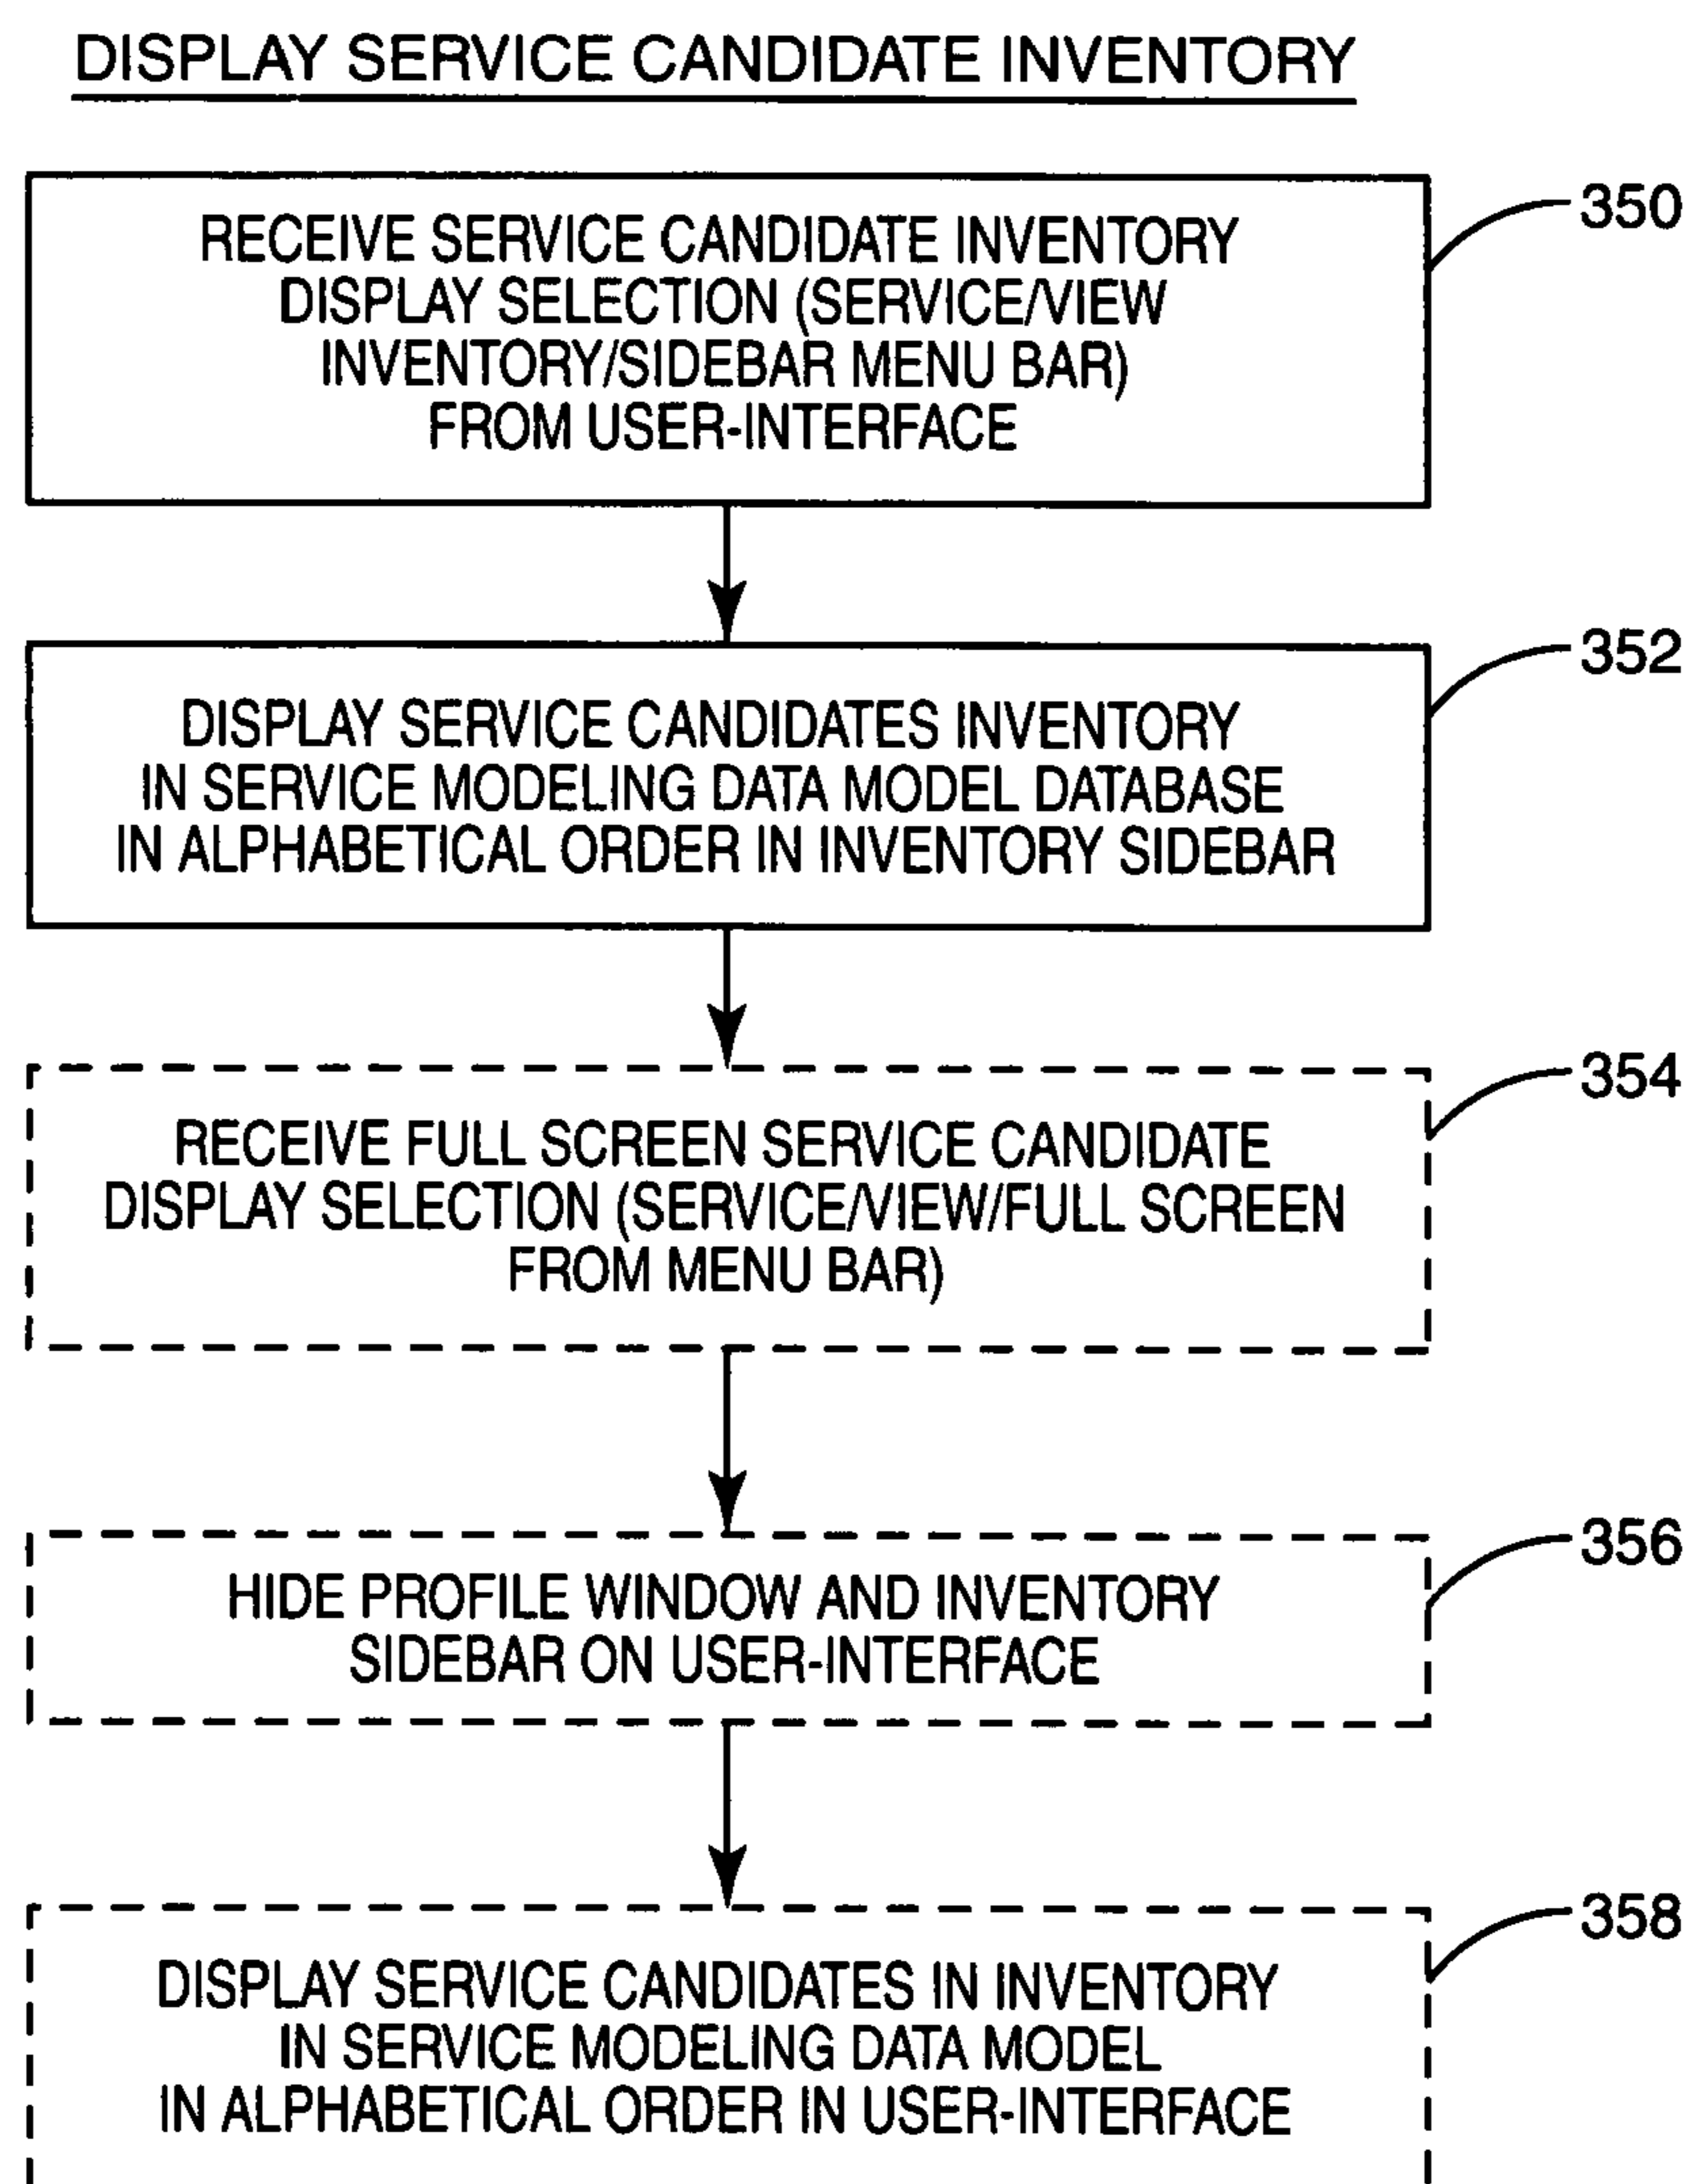 DISPLAY SERVICE CANDIDATE INVENTORY
RECEIVE SERVICE CANDIDATE INVENTORY
DISPLAY SELECTION (SERVICE/VIEW
INVENTORY/SIDEBAR MENU BAR)
FROM USER-INTERFACE
350
DISPLAY SERVICE CANDIDATES INVENTORY
IN SERVICE MODELING DATA MODEL DATABASE
IN ALPHABETICAL ORDER IN INVENTORY SIDEBAR
352
RECEIVE FULL SCREEN SERVICE CANDIDATE
DISPLAY SELECTION (SERVICE/VIEW/FULL SCREEN
FROM MENU BAR)
354
HIDE PROFILE WINDOW AND INVENTORY
SIDEBAR ON USER-INTERFACE
356
DISPLAY SERVICE CANDIDATES IN INVENTORY
IN SERVICE MODELING DATA MODEL
IN ALPHABETICAL ORDER IN USER-INTERFACE
358